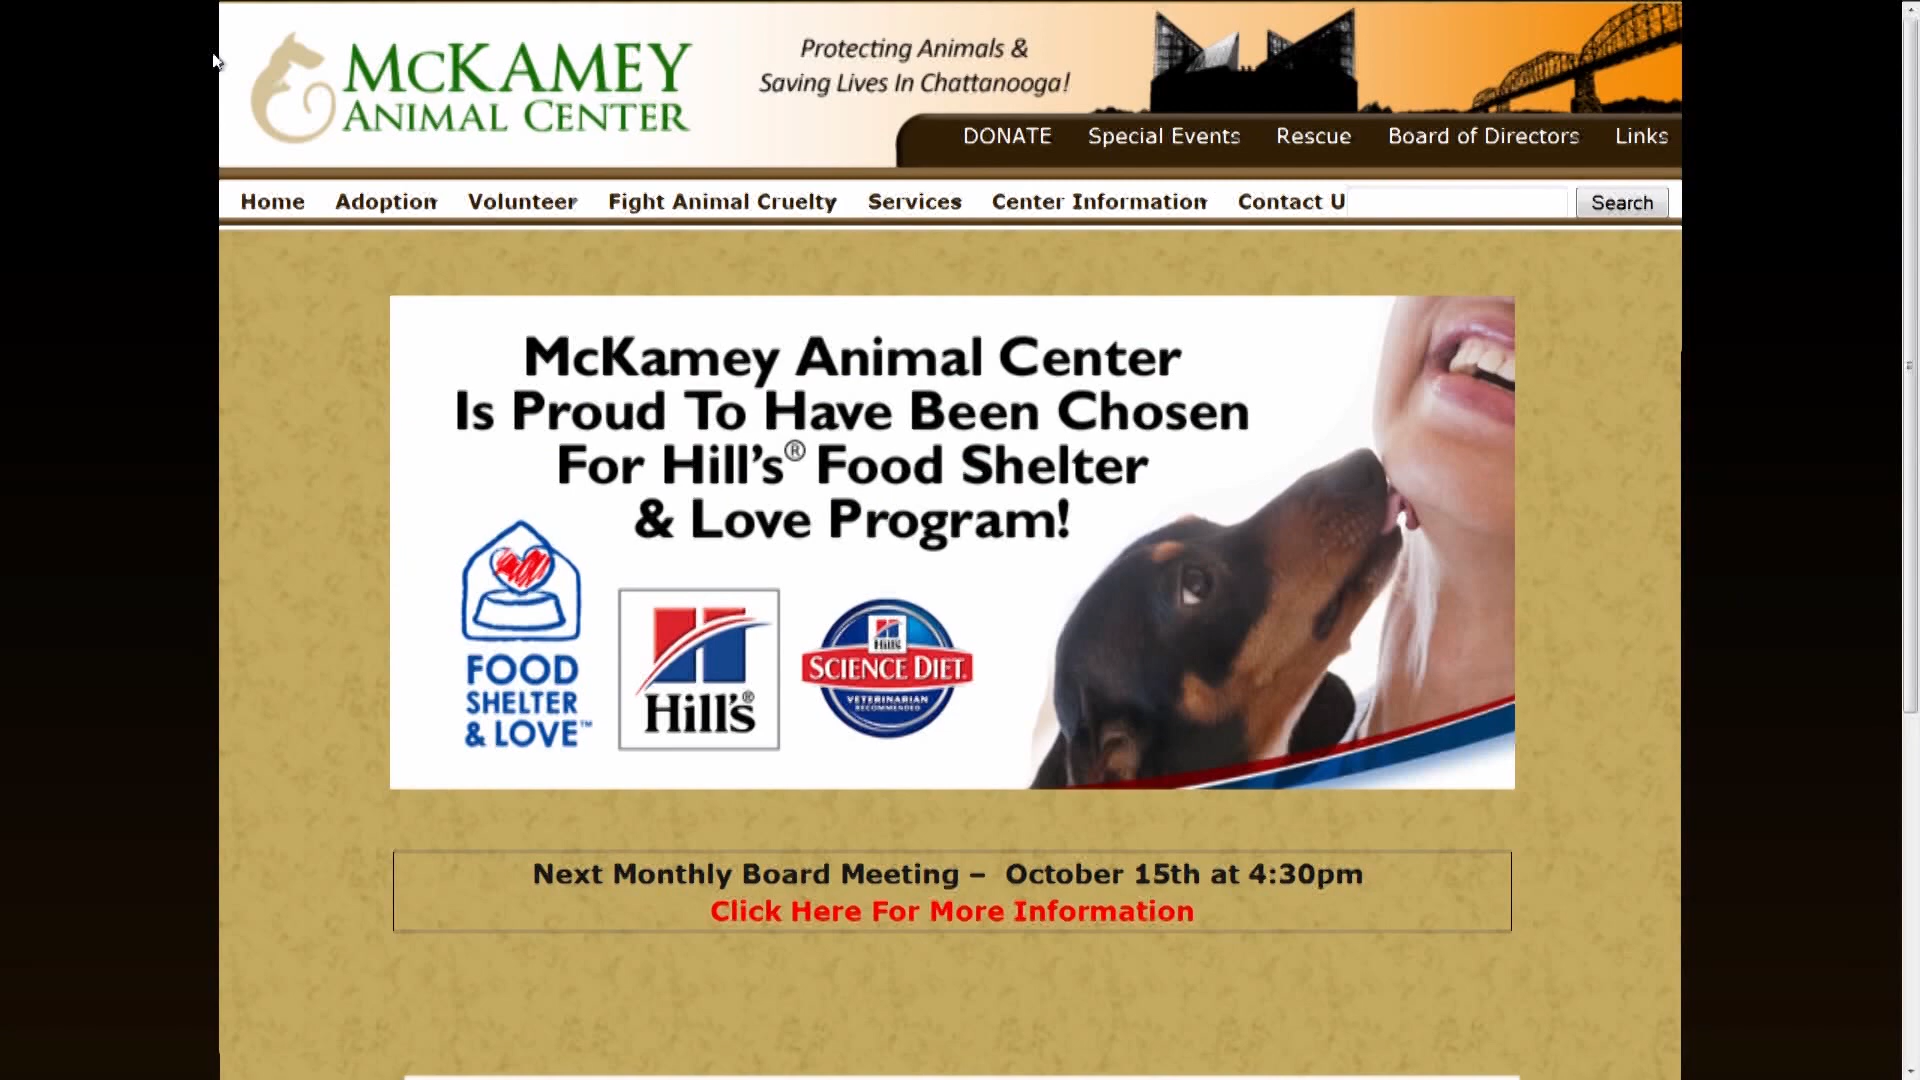 McKamey Animal Center
Protecting Animals &
Saving Lives In Chattanooga!
DONATE Special Events Rescue Board of Directors Links
Home Adoption Volunteer Fight Animal Cruelty Services Center Information Contact U Search
McKamey Animal Center
Is Proud To Have Been Chosen
For Hill's® Food Shelter
& Love Program!
FOOD
SHELTER
& LOVE™
Hill's®
Hill's
SCIENCE DIET®
VETERINARIAN
RECOMMENDED
Next Monthly Board Meeting – October 15th at 4:30pm
Click Here For More Information